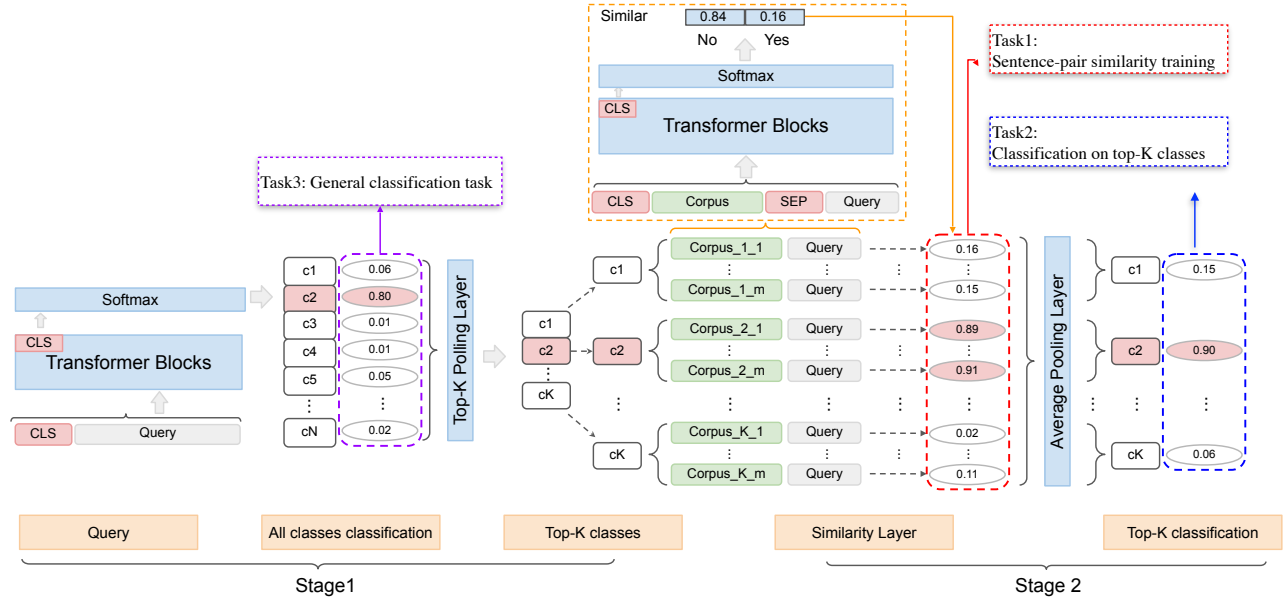 Similar
0.84 0.16
No Yes
Softmax
CLS
Transformer Blocks
CLS Corpus SEP Query
Task1:
Sentence-pair similarity training
Task2:
Classification on top-K classes
Task3: General classification task
Softmax
CLS
Transformer Blocks
CLS Query
c1 0.06
c2 0.80
c3 0.01
c4 0.01
c5 0.05
cN 0.02
Top-K Polling Layer
c1
c2
cK
c1
Corpus_1_1 Query 0.16
Corpus_1_m Query 0.15
c2
Corpus_2_1 Query 0.89
Corpus_2_m Query 0.91
cK
Corpus_K_1 Query 0.02
Corpus_K_m Query 0.11
Average Pooling Layer
c1 0.15
c2 0.90
cK 0.06
Query
All classes classification
Top-K classes
Similarity Layer
Top-K classification
Stage1
Stage 2